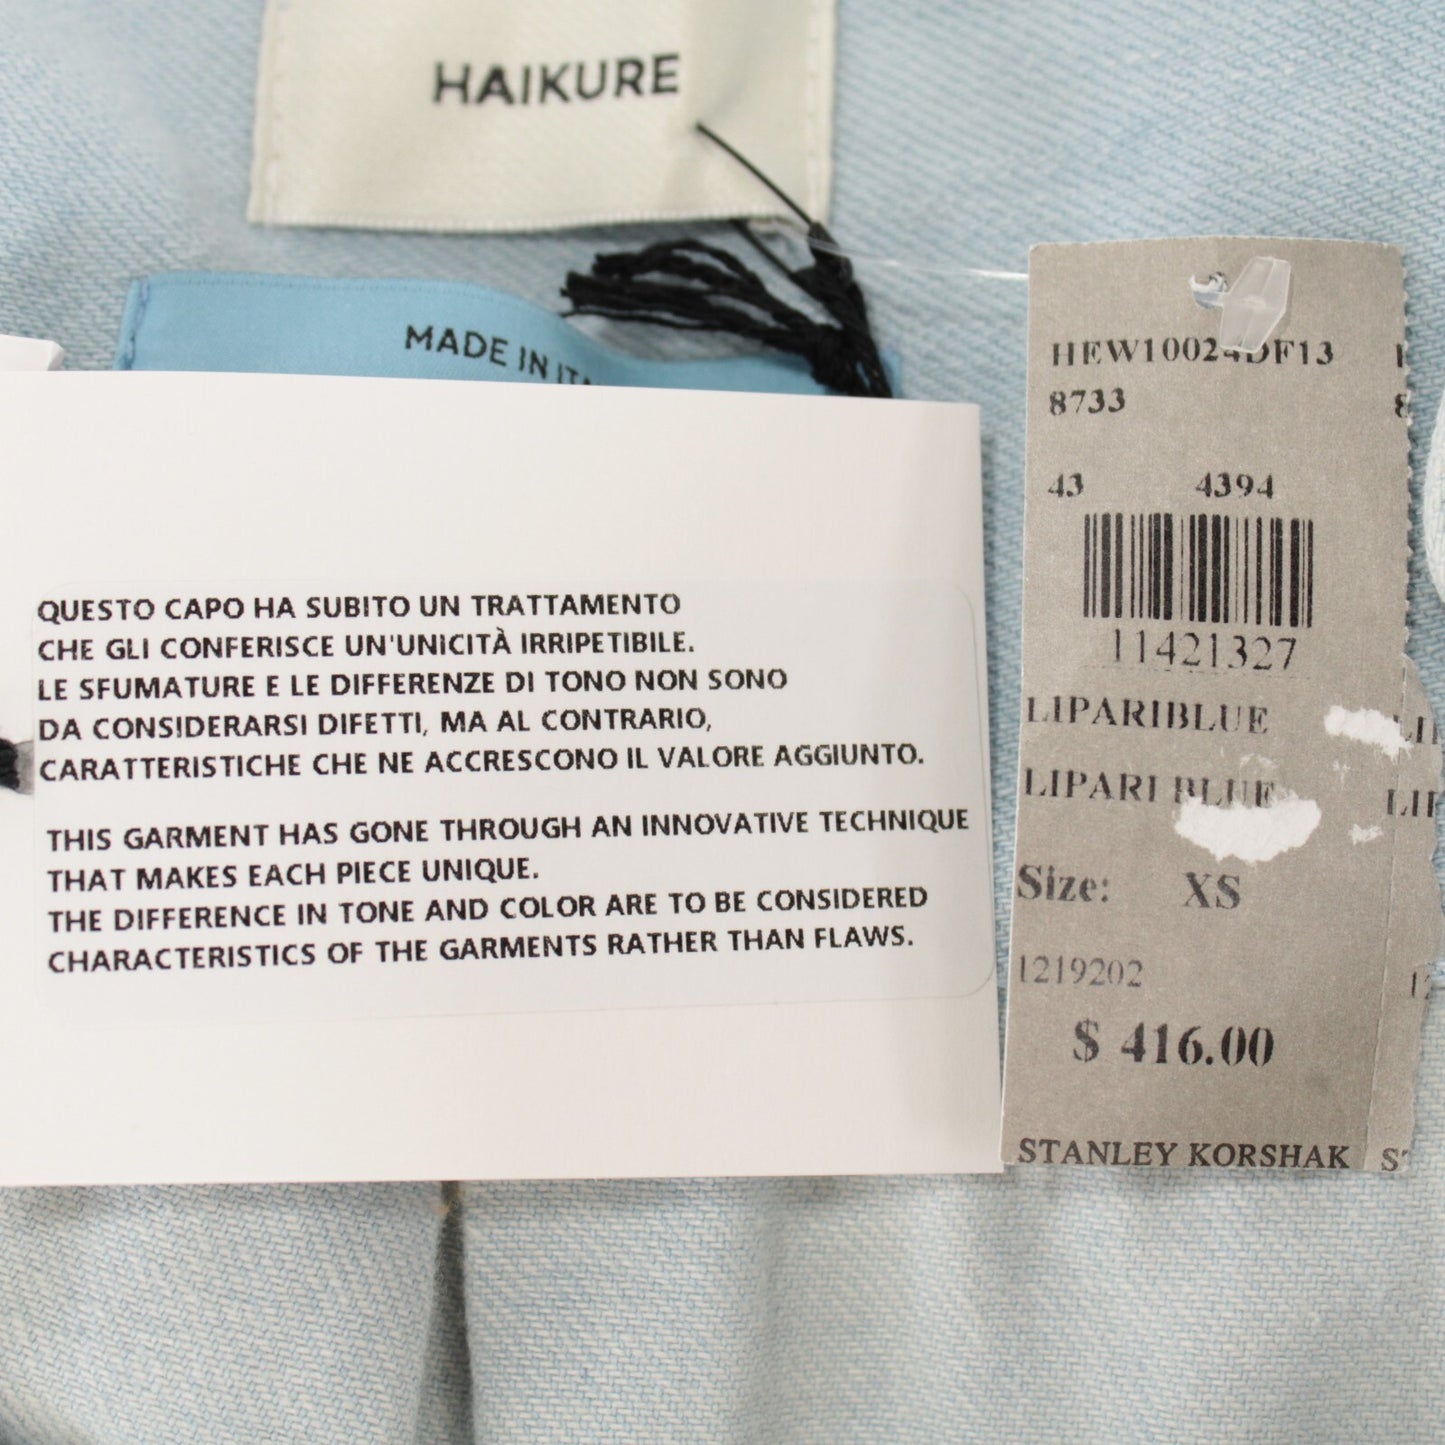 HAIKURE
MADE IN
QUESTO CAPO HA SUBITO UN TRATTAMENTO
CHE GLI CONFERISCE UN'UNICITÀ IRRIPETIBILE.
LE SFUMATURE E LE DIFFERENZE DI TONO NON SONO
DA CONSIDERARSI DIFETTI, MA AL CONTRARIO,
CARATTERISTICHE CHE NE ACCRESCONO IL VALORE AGGIUNTO.
THIS GARMENT HAS GONE THROUGH AN INNOVATIVE TECHNIQUE
THAT MAKES EACH PIECE UNIQUE.
THE DIFFERENCE IN TONE AND COLOR ARE TO BE CONSIDERED
CHARACTERISTICS OF THE GARMENTS RATHER THAN FLAWS.
HEW10024DF13
8733
43 4394
11421327
LIPARIBLUE
LIPARI BLUE
Size: XS
1219202
$ 416.00
STANLEY KORSHAK